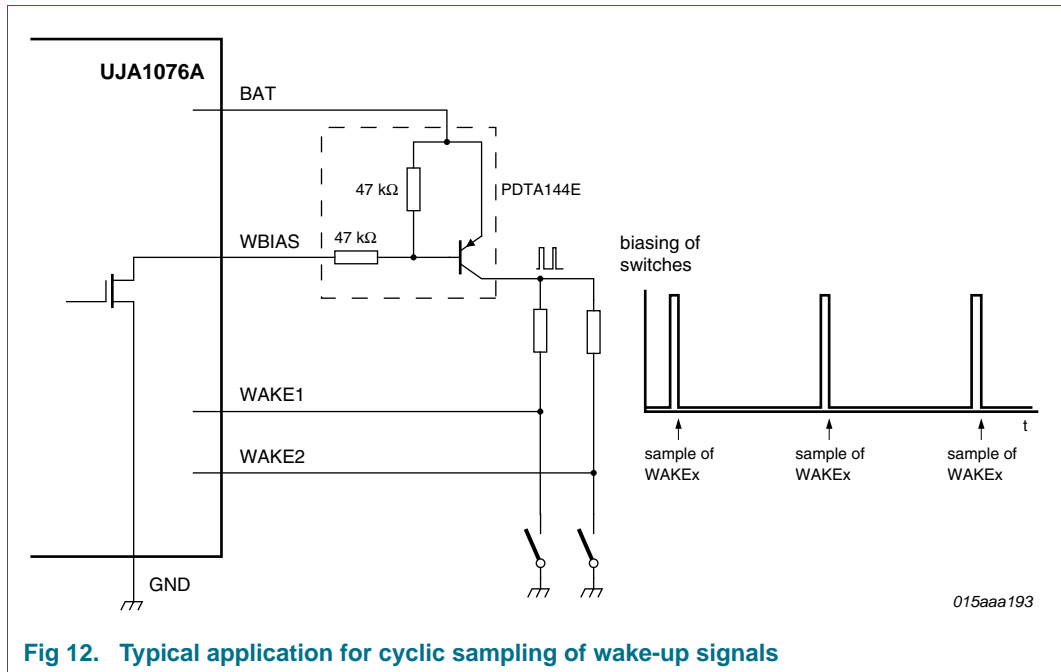 UJA1076A
BAT
47 kΩ
PDTA144E
WBIAS
47 kΩ
biasing of
switches
WAKE1
WAKE2
t
sample of
WAKEx
sample of
WAKEx
sample of
WAKEx
GND
015aaa193
Fig 12. Typical application for cyclic sampling of wake-up signals